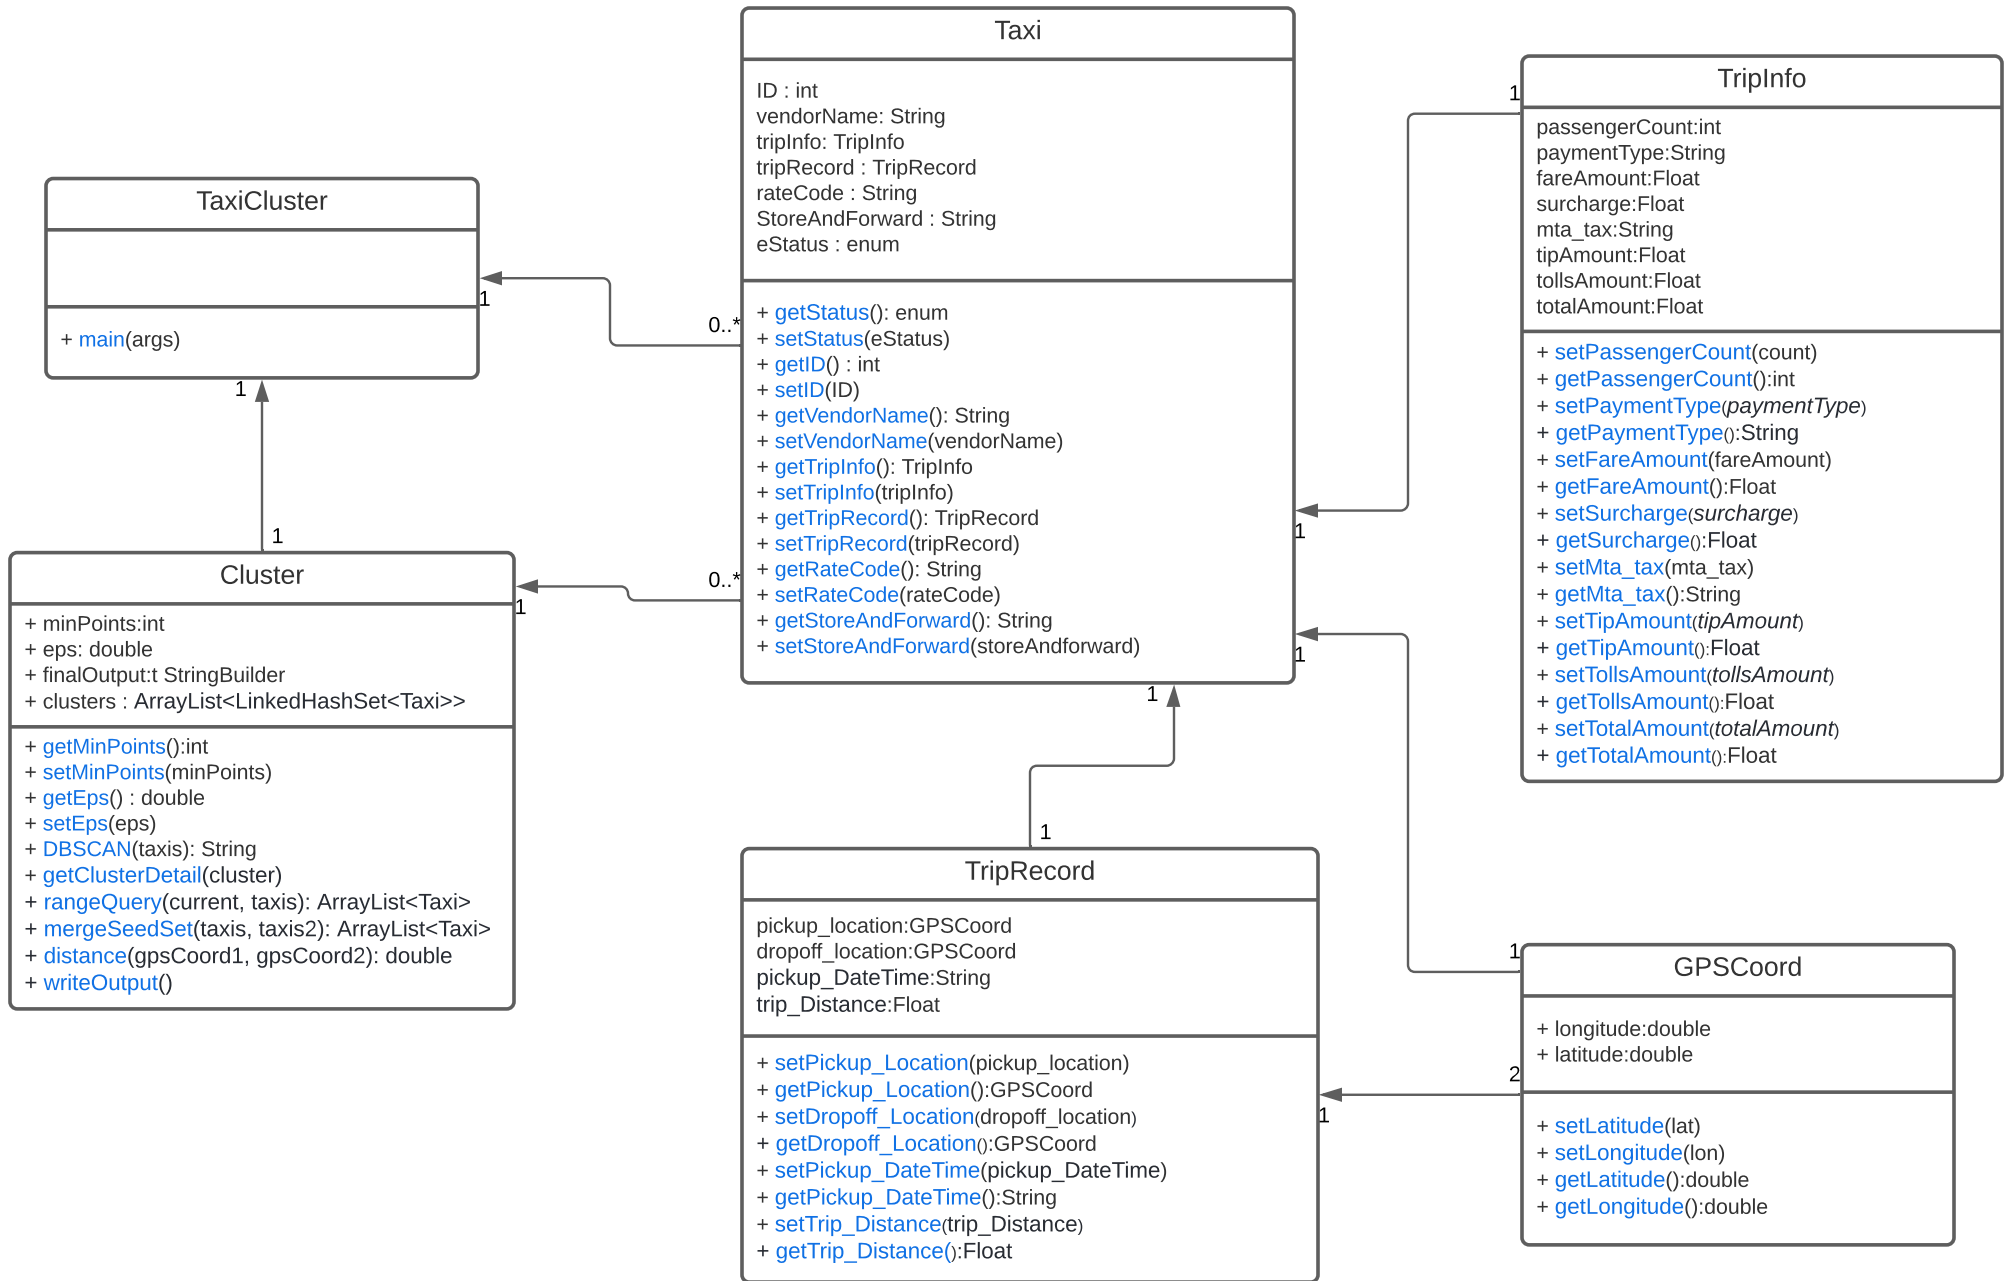 TaxiCluster
+ main(args)
1
1
0..*
1
1
Cluster
+ minPoints:int
+ eps: double
+ finalOutput:t StringBuilder
+ clusters : ArrayList<LinkedHashSet<Taxi>>
+ getMinPoints():int
+ setMinPoints(minPoints)
+ getEps() : double
+ setEps(eps)
+ DBSCAN(taxis): String
+ getClusterDetail(cluster)
+ rangeQuery(current, taxis): ArrayList<Taxi>
+ mergeSeedSet(taxis, taxis2): ArrayList<Taxi>
+ distance(gpsCoord1, gpsCoord2): double
+ writeOutput()
0..*
Taxi
ID : int
vendorName: String
tripInfo: TripInfo
tripRecord : TripRecord
rateCode : String
StoreAndForward : String
eStatus : enum
+ getStatus(): enum
+ setStatus(eStatus)
+ getID() : int
+ setID(ID)
+ getVendorName(): String
+ setVendorName(vendorName)
+ getTripInfo(): TripInfo
+ setTripInfo(tripInfo)
+ getTripRecord(): TripRecord
+ setTripRecord(tripRecord)
+ getRateCode(): String
+ setRateCode(rateCode)
+ getStoreAndForward(): String
+ setStoreAndForward(storeAndforward)
1
1
1
1
TripRecord
pickup_location:GPSCoord
dropoff_location:GPSCoord
pickup_DateTime:String
trip_Distance:Float
+ setPickup_Location(pickup_location)
+ getPickup_Location():GPSCoord
+ setDropoff_Location(dropoff_location)
+ getDropoff_Location():GPSCoord
+ setPickup_DateTime(pickup_DateTime)
+ getPickup_DateTime():String
+ setTrip_Distance(trip_Distance)
+ getTrip_Distance():Float
1
1
TripInfo
passengerCount:int
paymentType:String
fareAmount:Float
surcharge:Float
mta_tax:String
tipAmount:Float
tollsAmount:Float
totalAmount:Float
+ setPassengerCount(count)
+ getPassengerCount():int
+ setPaymentType(paymentType)
+ getPaymentType():String
+ setFareAmount(fareAmount)
+ getFareAmount():Float
+ setSurcharge(surcharge)
+ getSurcharge():Float
+ setMta_tax(mta_tax)
+ getMta_tax():String
+ setTipAmount(tipAmount)
+ getTipAmount():Float
+ setTollsAmount(tollsAmount)
+ getTollsAmount():Float
+ setTotalAmount(totalAmount)
+ getTotalAmount():Float
1
2
GPSCoord
+ longitude:double
+ latitude:double
+ setLatitude(lat)
+ setLongitude(lon)
+ getLatitude():double
+ getLongitude():double